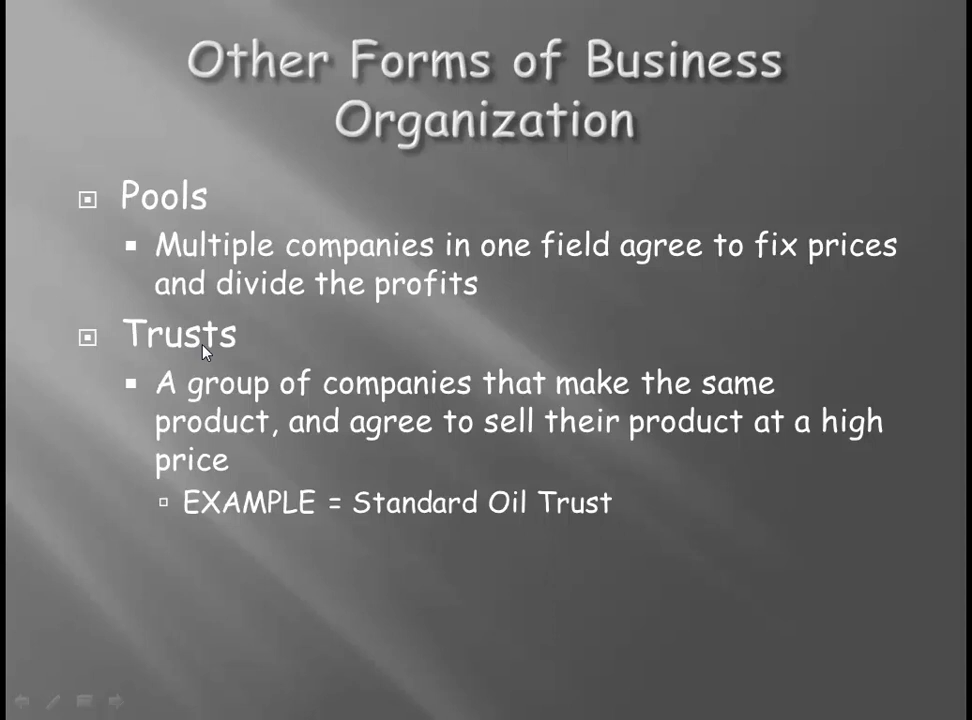 Other Forms of Business
Organization
Pools
Multiple companies in one field agree to fix prices
and divide the profits
Trusts
A group of companies that make the same
product, and agree to sell their product at a high
price
EXAMPLE = Standard Oil Trust